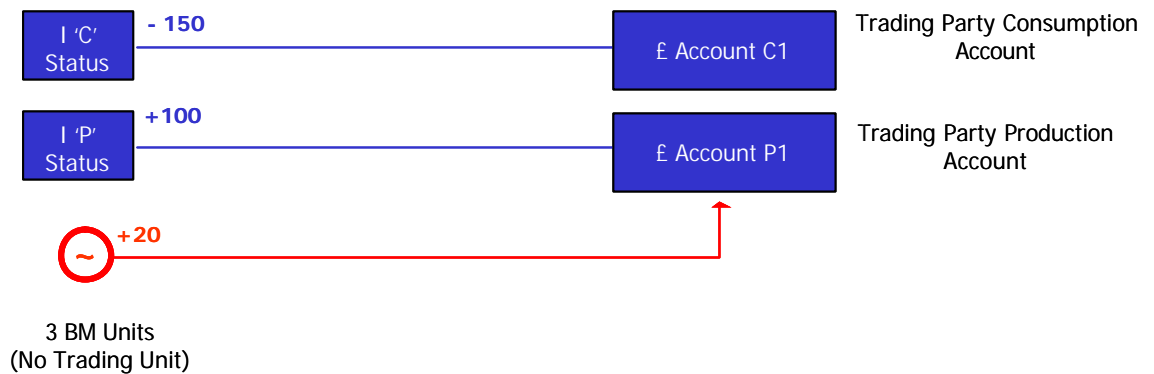 I ‘C’
Status
- 150
£ Account C1
Trading Party Consumption
Account
I ‘P’
Status
+100
£ Account P1
Trading Party Production
Account
~
+20
3 BM Units
(No Trading Unit)